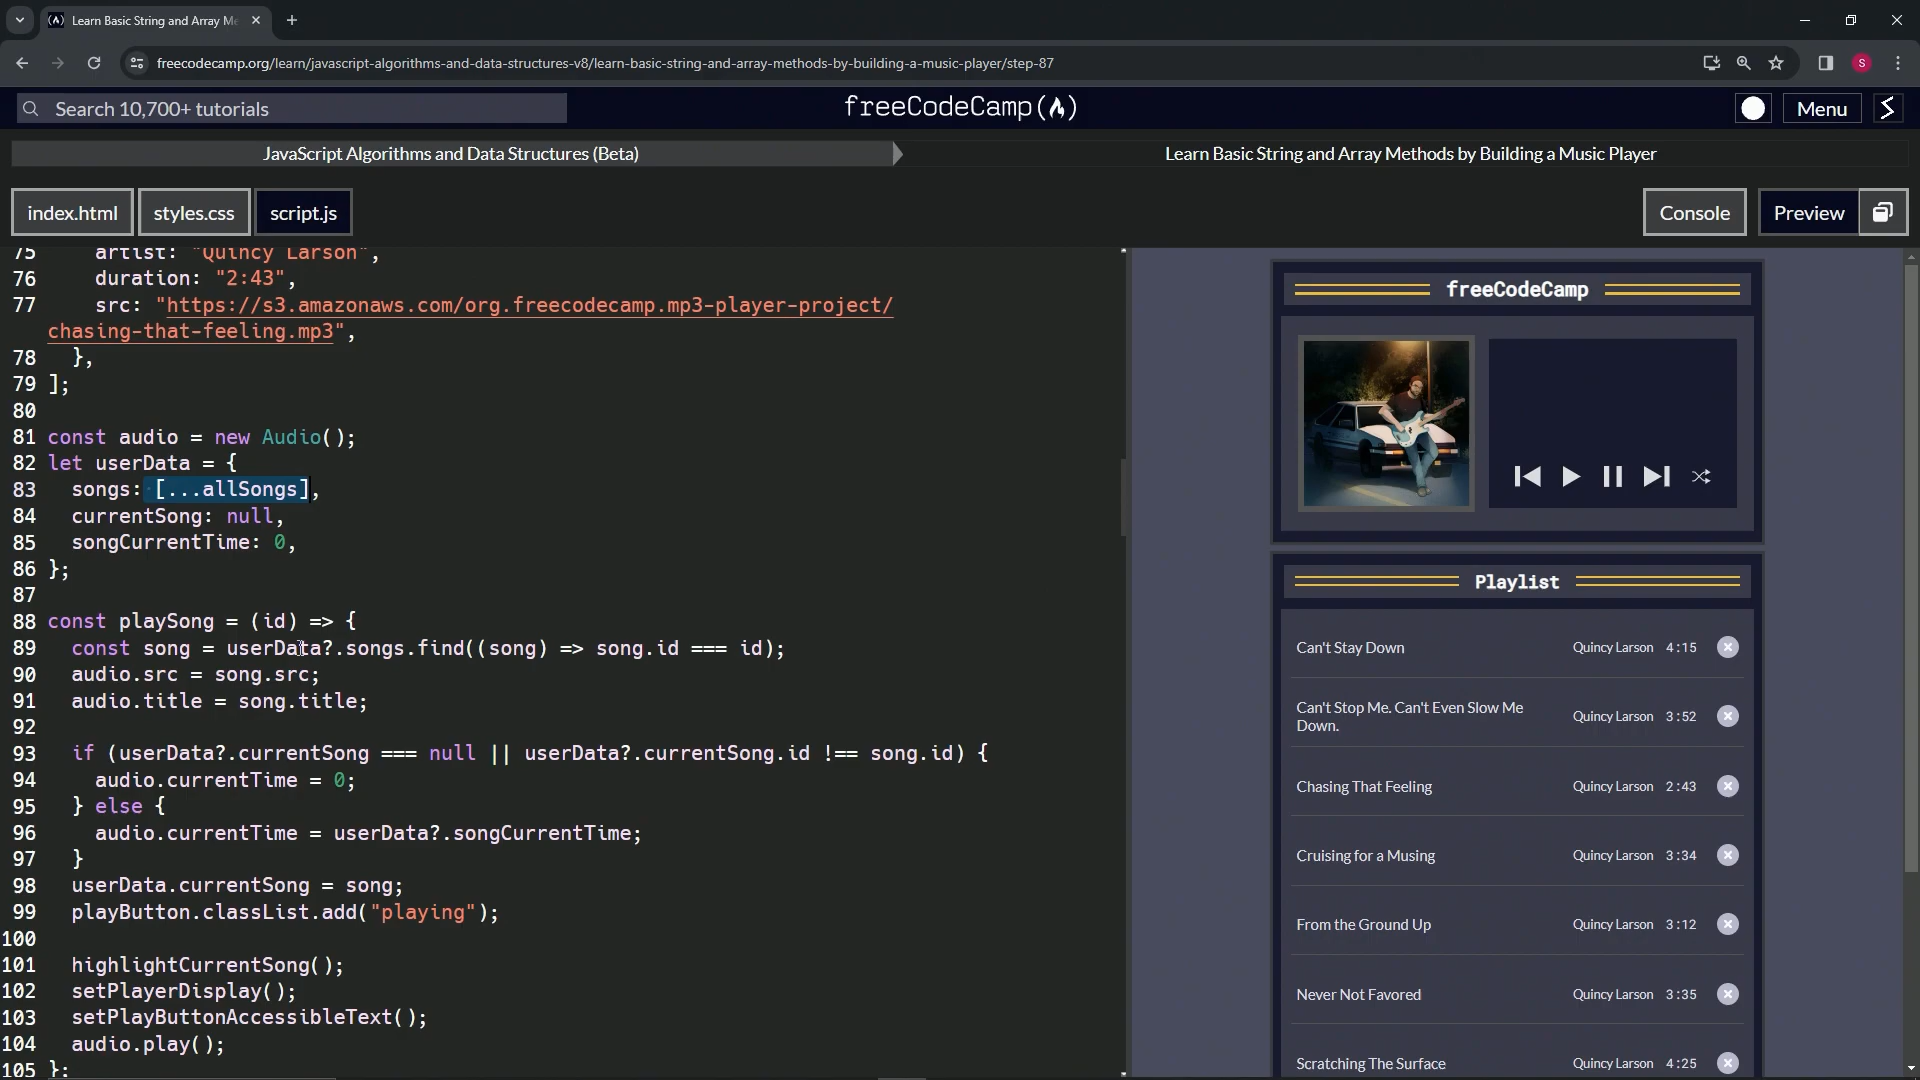 Learn Basic String and Array Me
freecodecamp.org/learn/javascript-algorithms-and-data-structures-v8/learn-basic-string-and-array-methods-by-building-a-music-player/step-87
S
Search 10,700+ tutorials
freeCodeCamp(🔥)
Menu
JavaScript Algorithms and Data Structures (Beta)
Learn Basic String and Array Methods by Building a Music Player
index.html
styles.css
script.js
Console
Preview
75     artist: "Quincy Larson",
76     duration: "2:43",
77     src: "https://s3.amazonaws.com/org.freecodecamp.mp3-player-project/
chasing-that-feeling.mp3",
78   },
79 ];
80
81 const audio = new Audio();
82 let userData = {
83   songs: [...allSongs],
84   currentSong: null,
85   songCurrentTime: 0,
86 };
87
88 const playSong = (id) => {
89   const song = userData?.songs.find((song) => song.id === id);
90   audio.src = song.src;
91   audio.title = song.title;
92
93   if (userData?.currentSong === null || userData?.currentSong.id !== song.id) {
94     audio.currentTime = 0;
95   } else {
96     audio.currentTime = userData?.songCurrentTime;
97   }
98   userData.currentSong = song;
99   playButton.classList.add("playing");
100
101   highlightCurrentSong();
102   setPlayerDisplay();
103   setPlayButtonAccessibleText();
104   audio.play();
105 };
freeCodeCamp
Playlist
Can't Stay Down Quincy Larson 4:15
Can't Stop Me. Can't Even Slow Me
Down. Quincy Larson 3:52
Chasing That Feeling Quincy Larson 2:43
Cruising for a Musing Quincy Larson 3:34
From the Ground Up Quincy Larson 3:12
Never Not Favored Quincy Larson 3:35
Scratching The Surface Quincy Larson 4:25